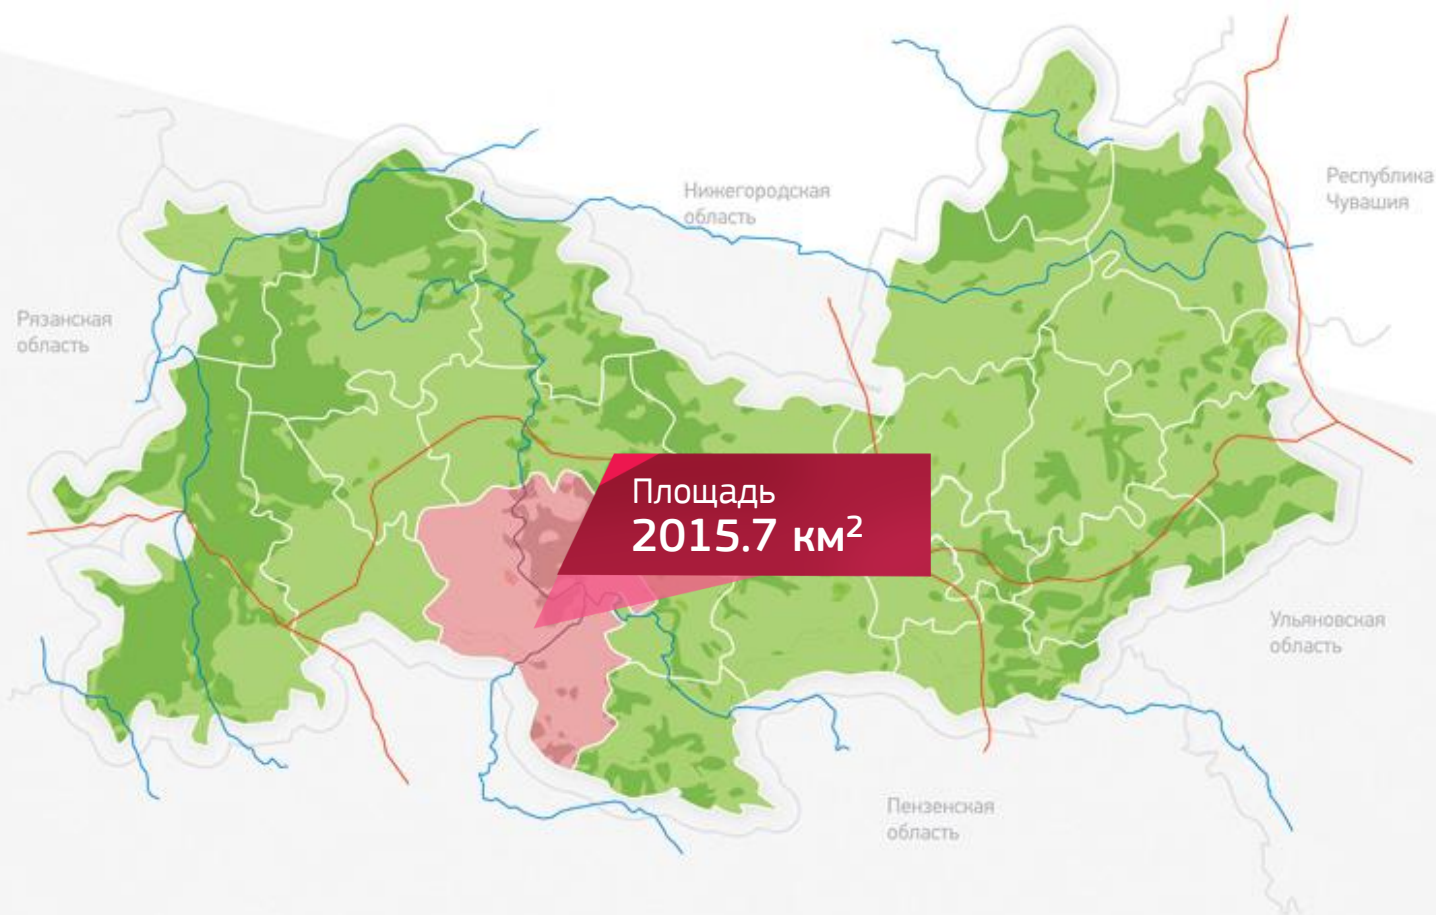 Нижегородская
область
Республика
Чувашия
Рязанская
область
Площадь
2015.7 км²
Ульяновская
область
Пензенская
область